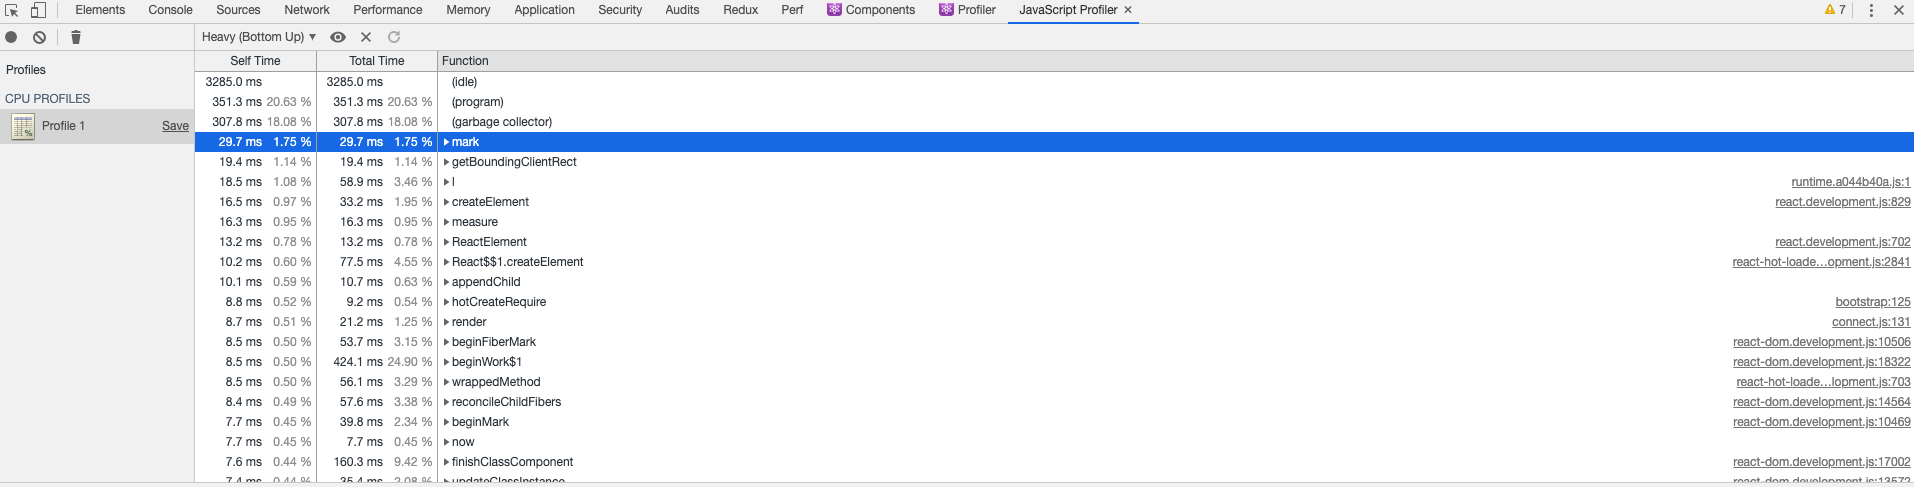 Elements Console Sources Network Performance Memory Application Security Audits Redux Perf Components Profiler JavaScript Profiler × 7
Heavy (Bottom Up) ▼
Profiles
CPU PROFILES
Profile 1 Save
Self Time Total Time Function
3285.0 ms 3285.0 ms (idle)
351.3 ms 20.63 % 351.3 ms 20.63 % (program)
307.8 ms 18.08 % 307.8 ms 18.08 % (garbage collector)
29.7 ms 1.75 % 29.7 ms 1.75 % mark
19.4 ms 1.14 % 19.4 ms 1.14 % getBoundingClientRect
18.5 ms 1.08 % 58.9 ms 3.46 % l runtime.a044b40a.js:1
16.5 ms 0.97 % 33.2 ms 1.95 % createElement react.development.js:829
16.3 ms 0.95 % 16.3 ms 0.95 % measure
13.2 ms 0.78 % 13.2 ms 0.78 % ReactElement react.development.js:702
10.2 ms 0.60 % 77.5 ms 4.55 % React$$1.createElement react-hot-loade…opment.js:2841
10.1 ms 0.59 % 10.7 ms 0.63 % appendChild
8.8 ms 0.52 % 9.2 ms 0.54 % hotCreateRequire bootstrap:125
8.7 ms 0.51 % 21.2 ms 1.25 % render connect.js:131
8.5 ms 0.50 % 53.7 ms 3.15 % beginFiberMark react-dom.development.js:10506
8.5 ms 0.50 % 424.1 ms 24.90 % beginWork$1 react-dom.development.js:18322
8.5 ms 0.50 % 56.1 ms 3.29 % wrappedMethod react-hot-loade…lopment.js:703
8.4 ms 0.49 % 57.6 ms 3.38 % reconcileChildFibers react-dom.development.js:14564
7.7 ms 0.45 % 39.8 ms 2.34 % beginMark react-dom.development.js:10469
7.7 ms 0.45 % 7.7 ms 0.45 % now
7.6 ms 0.44 % 160.3 ms 9.42 % finishClassComponent react-dom.development.js:17002
7.4 ms 0.44 % 35.4 ms 2.08 % updateClassInstance react-dom.development.js:13572